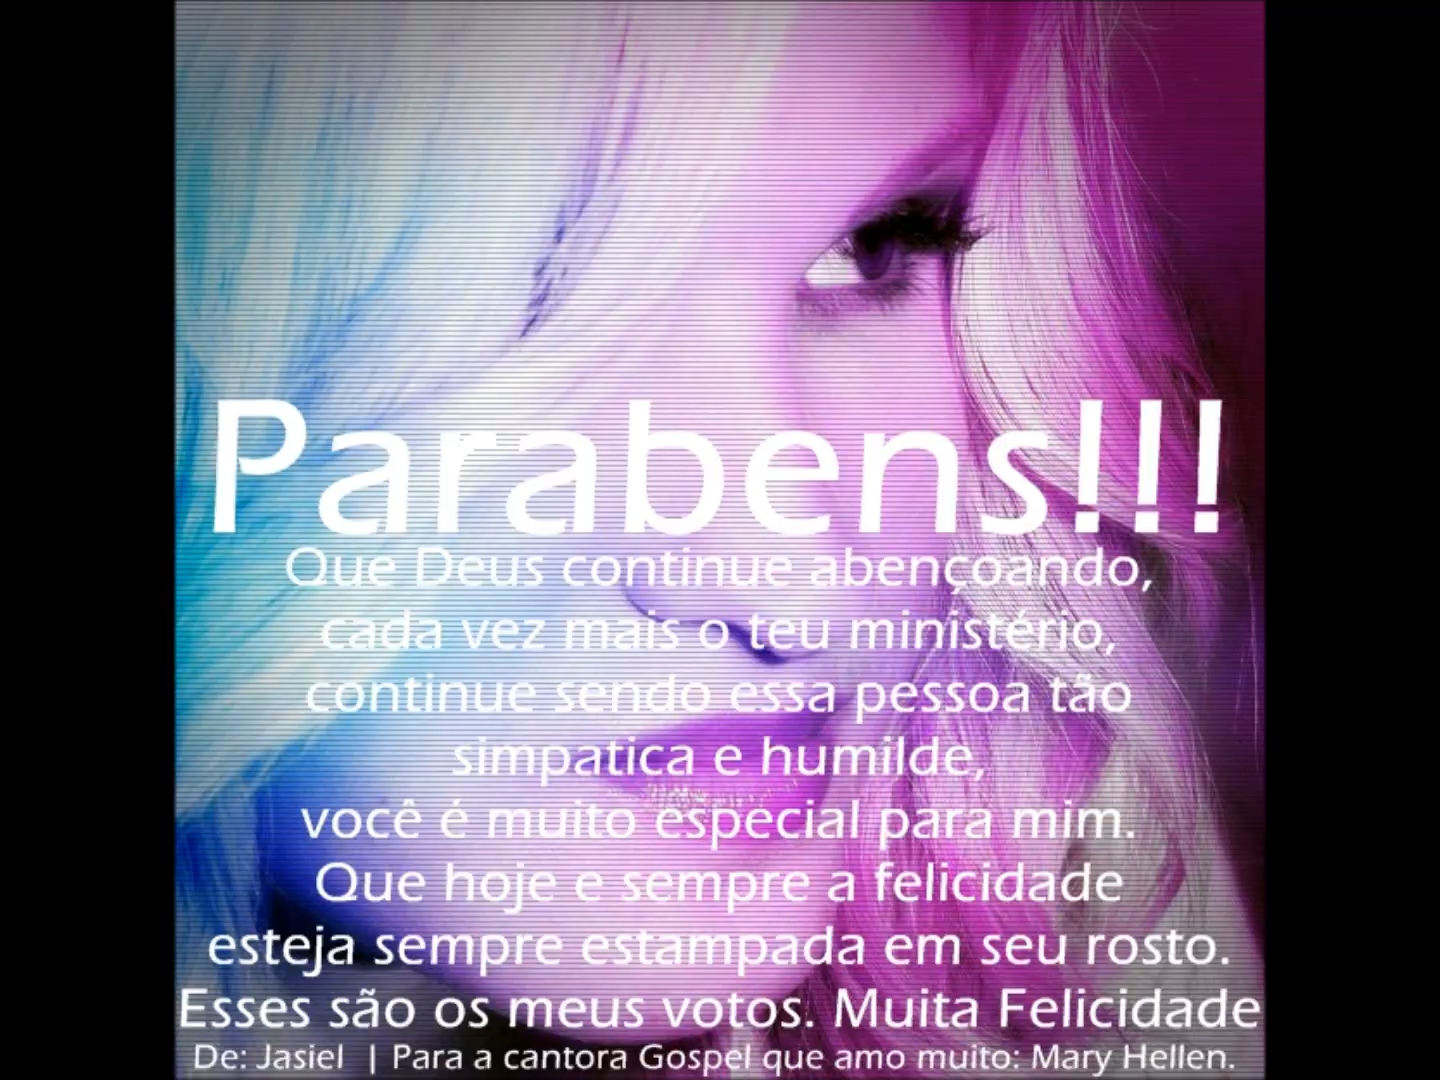 Parabens!!!
Que Deus continue abençoando,
cada vez mais o teu ministério,
continue sendo essa pessoa tão
simpatica e humilde,
você é muito especial para mim.
Que hoje e sempre a felicidade
esteja sempre estampada em seu rosto.
Esses são os meus votos. Muita Felicidade
De: Jasiel | Para a cantora Gospel que amo muito: Mary Hellen.